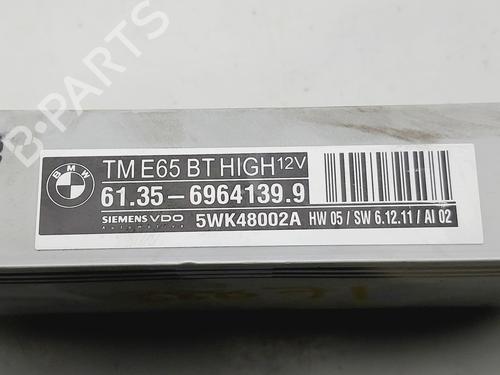 B-PARTS
BMW
TM E65 BT HIGH 12V
61.35-6964139.9
SIEMENS VDO
Automotive
5WK48002A HW 05 / SW 6.12.11 / AI 02